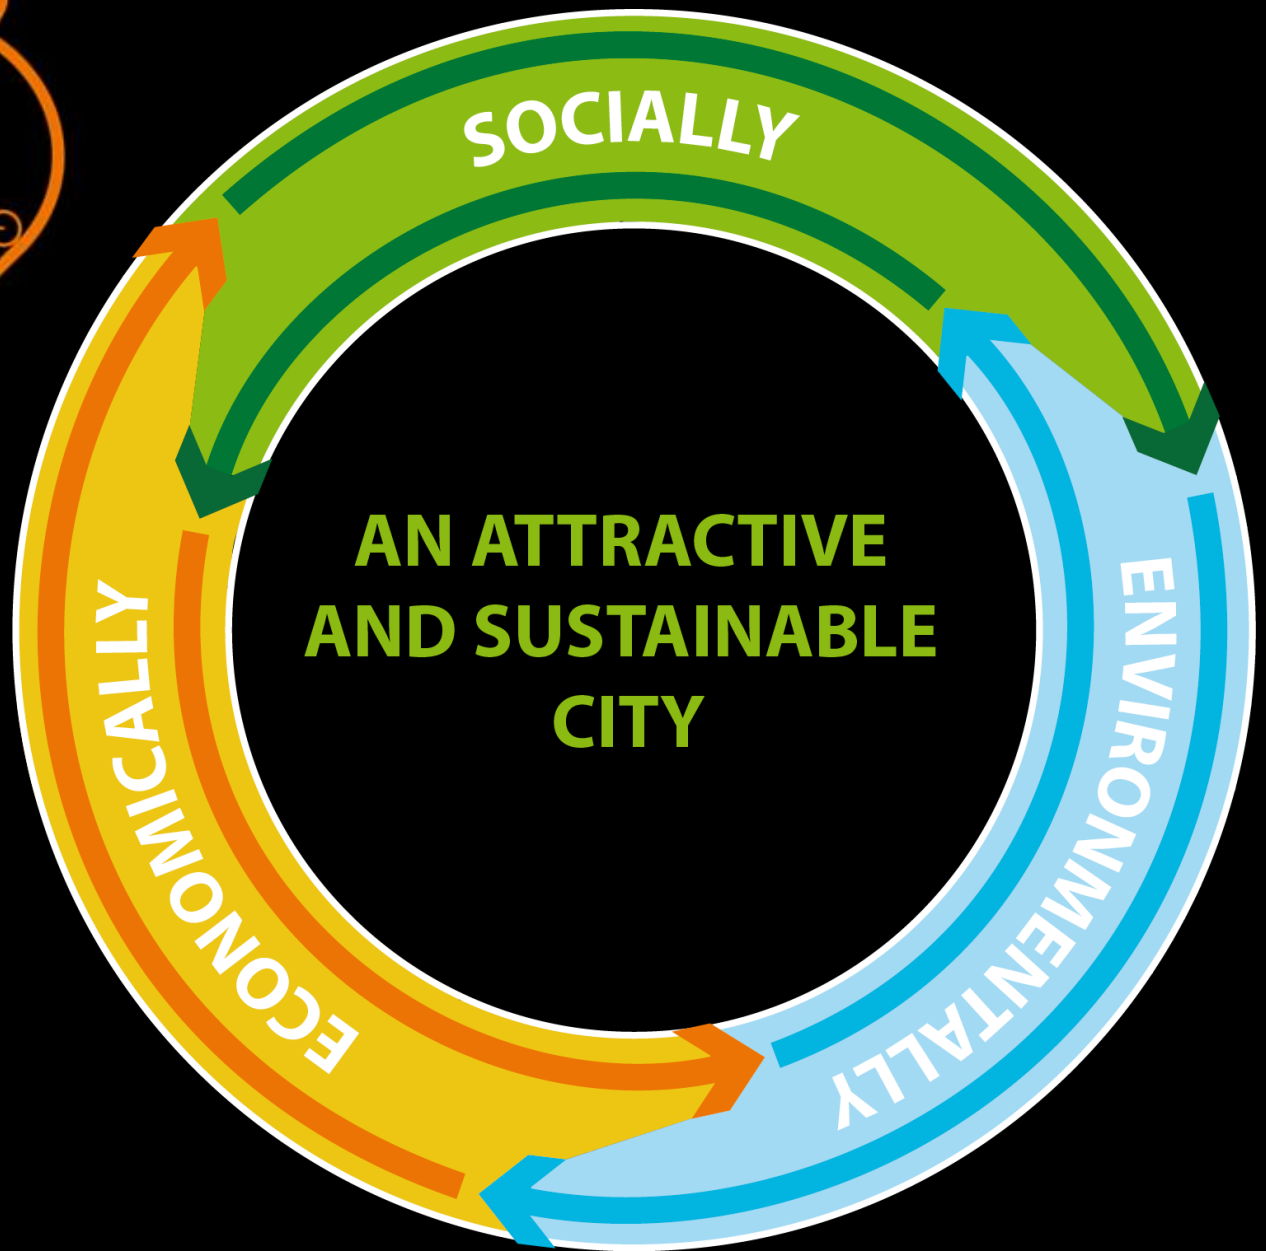 SOCIALLY
ENVIRONMENTALLY
ECONOMICALLY
AN ATTRACTIVE
AND SUSTAINABLE
CITY